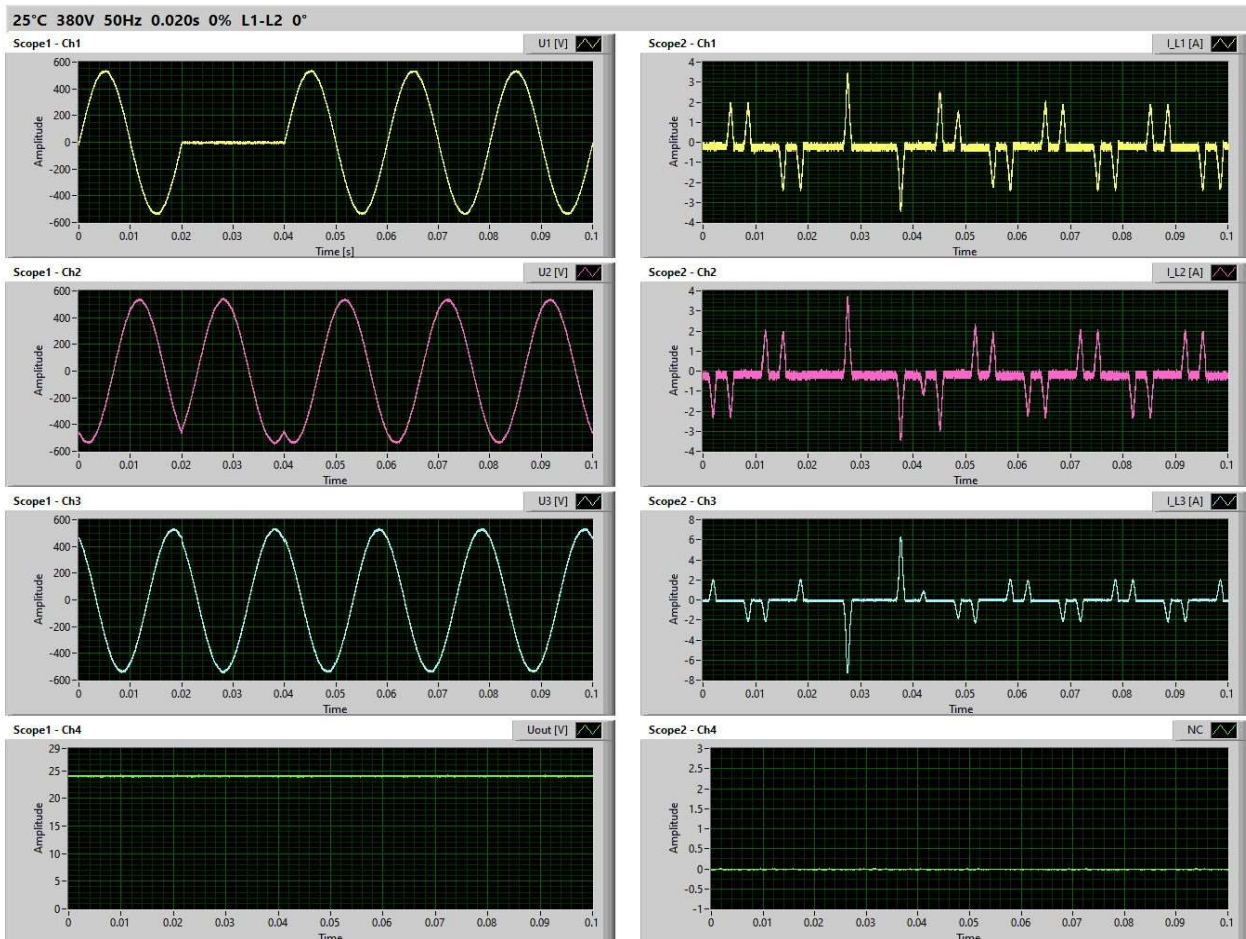 25°C 380V 50Hz 0.020s 0% L1-L2 0°
Scope1 - Ch1
U1 [V]
600
400
200
0
-200
-400
-600
Amplitude
0 0.01 0.02 0.03 0.04 0.05 0.06 0.07 0.08 0.09 0.1
Time [s]
Scope2 - Ch1
I_L1 [A]
4
3
2
1
0
-1
-2
-3
-4
Amplitude
0 0.01 0.02 0.03 0.04 0.05 0.06 0.07 0.08 0.09 0.1
Time
Scope1 - Ch2
U2 [V]
600
400
200
0
-200
-400
-600
Amplitude
0 0.01 0.02 0.03 0.04 0.05 0.06 0.07 0.08 0.09 0.1
Time
Scope2 - Ch2
I_L2 [A]
4
3
2
1
0
-1
-2
-3
-4
Amplitude
0 0.01 0.02 0.03 0.04 0.05 0.06 0.07 0.08 0.09 0.1
Time
Scope1 - Ch3
U3 [V]
600
400
200
0
-200
-400
-600
Amplitude
0 0.01 0.02 0.03 0.04 0.05 0.06 0.07 0.08 0.09 0.1
Time
Scope2 - Ch3
I_L3 [A]
8
6
4
2
0
-2
-4
-6
-8
Amplitude
0 0.01 0.02 0.03 0.04 0.05 0.06 0.07 0.08 0.09 0.1
Time
Scope1 - Ch4
Uout [V]
29
25
20
15
10
5
0
Amplitude
0 0.01 0.02 0.03 0.04 0.05 0.06 0.07 0.08 0.09 0.1
Time
Scope2 - Ch4
NC
3
2.5
2
1.5
1
0.5
0
-0.5
-1
Amplitude
0 0.01 0.02 0.03 0.04 0.05 0.06 0.07 0.08 0.09 0.1
Time